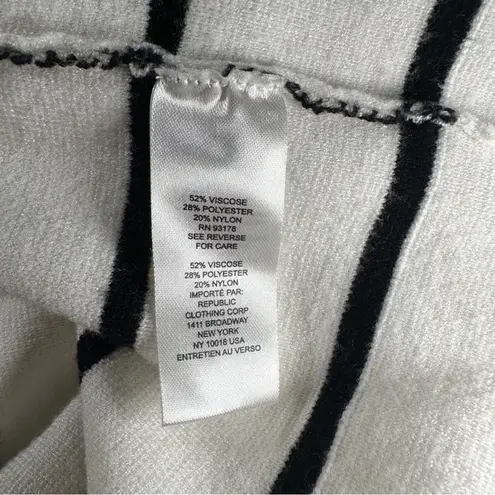 52% VISCOSE
28% POLYESTER
20% NYLON
RN 93178
SEE REVERSE
FOR CARE
52% VISCOSE
28% POLYESTER
20% NYLON
IMPORTÉ PAR:
REPUBLIC
CLOTHING CORP
1411 BROADWAY
NEW YORK
NY 10018 USA
ENTRETIEN AU VERSO